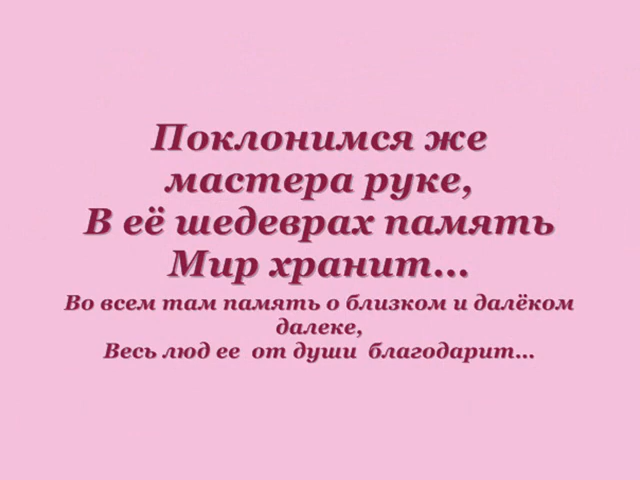 Поклонимся же
мастера руке,
В её шедеврах память
Мир хранит...
Во всем там память о близком и далёком
далеке,
Весь люд ее от души благодарит...